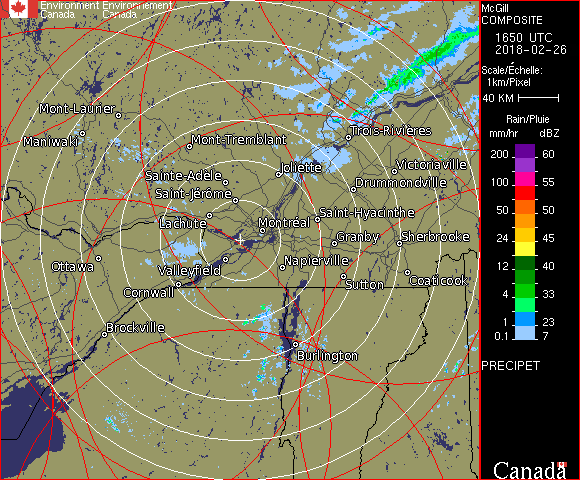 Environment Environnement
Canada Canada
McGill
COMPOSITE
1650 UTC
2018-02-26
Scale/Échelle:
1km/Pixel
40 KM
Rain/Pluie
mm/hr dBZ
200 60
100 55
50 50
24 45
12 40
4 33
1 23
0.1 7
PRECIPET
Canada
Mont-Laurier
Maniwaki
Mont-Tremblant
Trois-Rivières
Joliette
Victoriaville
Sainte-Adèle
Drummondville
Saint-Jérôme
Saint-Hyacinthe
Lachute
Montréal
Granby
Sherbrooke
Ottawa
Valleyfield
Napierville
Coaticook
Cornwall
Sutton
Brockville
Burlington